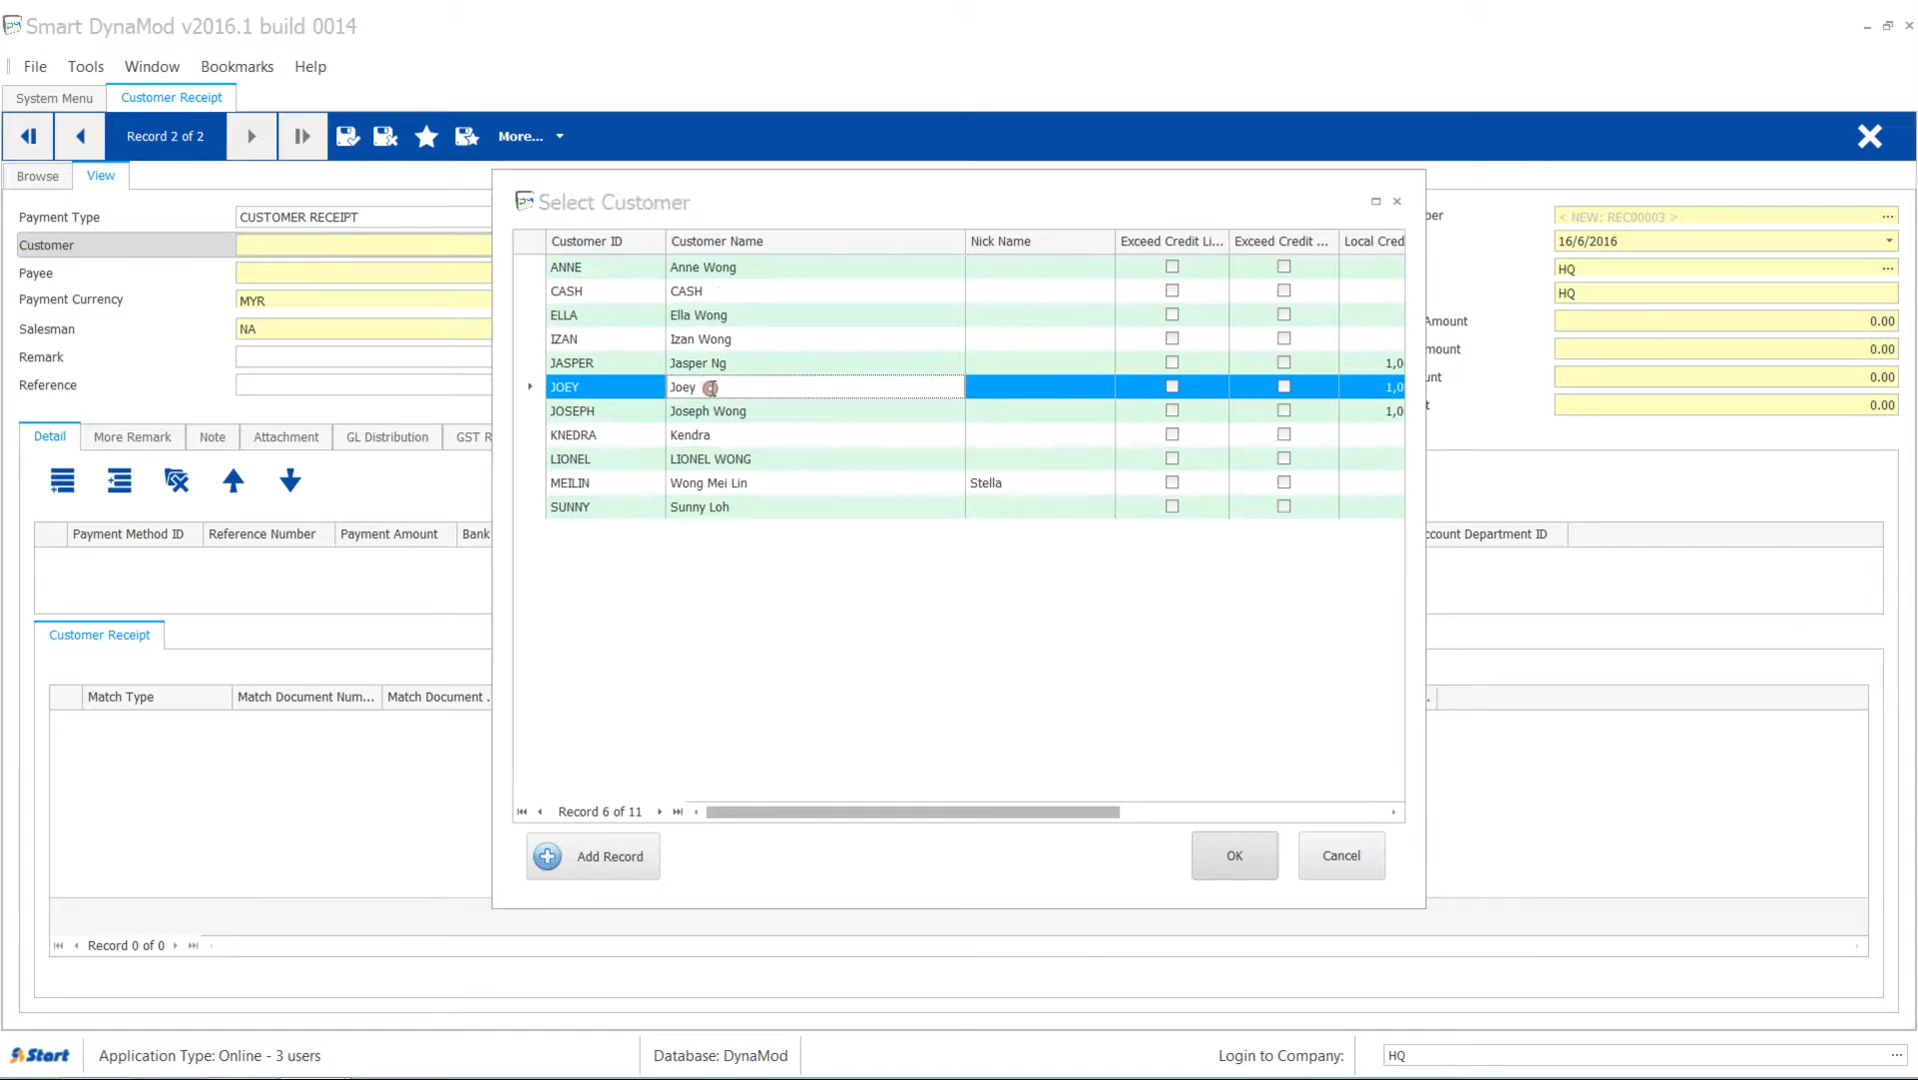 Smart DynaMod v2016.1 build 0014
File Tools Window Bookmarks Help
System Menu Customer Receipt
Record 2 of 2 More...
Browse View
Payment Type CUSTOMER RECEIPT
Customer
Payee
Payment Currency MYR
Salesman NA
Remark
Reference
Select Customer
Customer ID Customer Name Nick Name Exceed Credit Li... Exceed Credit ... Local Cred
ANNE Anne Wong
CASH CASH
ELLA Ella Wong
IZAN Izan Wong
JASPER Jasper Ng 1,0
JOEY Joey 1,0
JOSEPH Joseph Wong 1,0
KNEDRA Kendra
LIONEL LIONEL WONG
MEILIN Wong Mei Lin Stella
SUNNY Sunny Loh
Record 6 of 11
Add Record OK Cancel
ber < NEW: REC00003 > ...
16/6/2016
HQ ...
HQ
Amount 0.00
mount 0.00
unt 0.00
t 0.00
Detail More Remark Note Attachment GL Distribution GST R
Payment Method ID Reference Number Payment Amount Bank
ccount Department ID
Customer Receipt
Match Type Match Document Num... Match Document .
.
Record 0 of 0
Start Application Type: Online - 3 users Database: DynaMod Login to Company: HQ ...